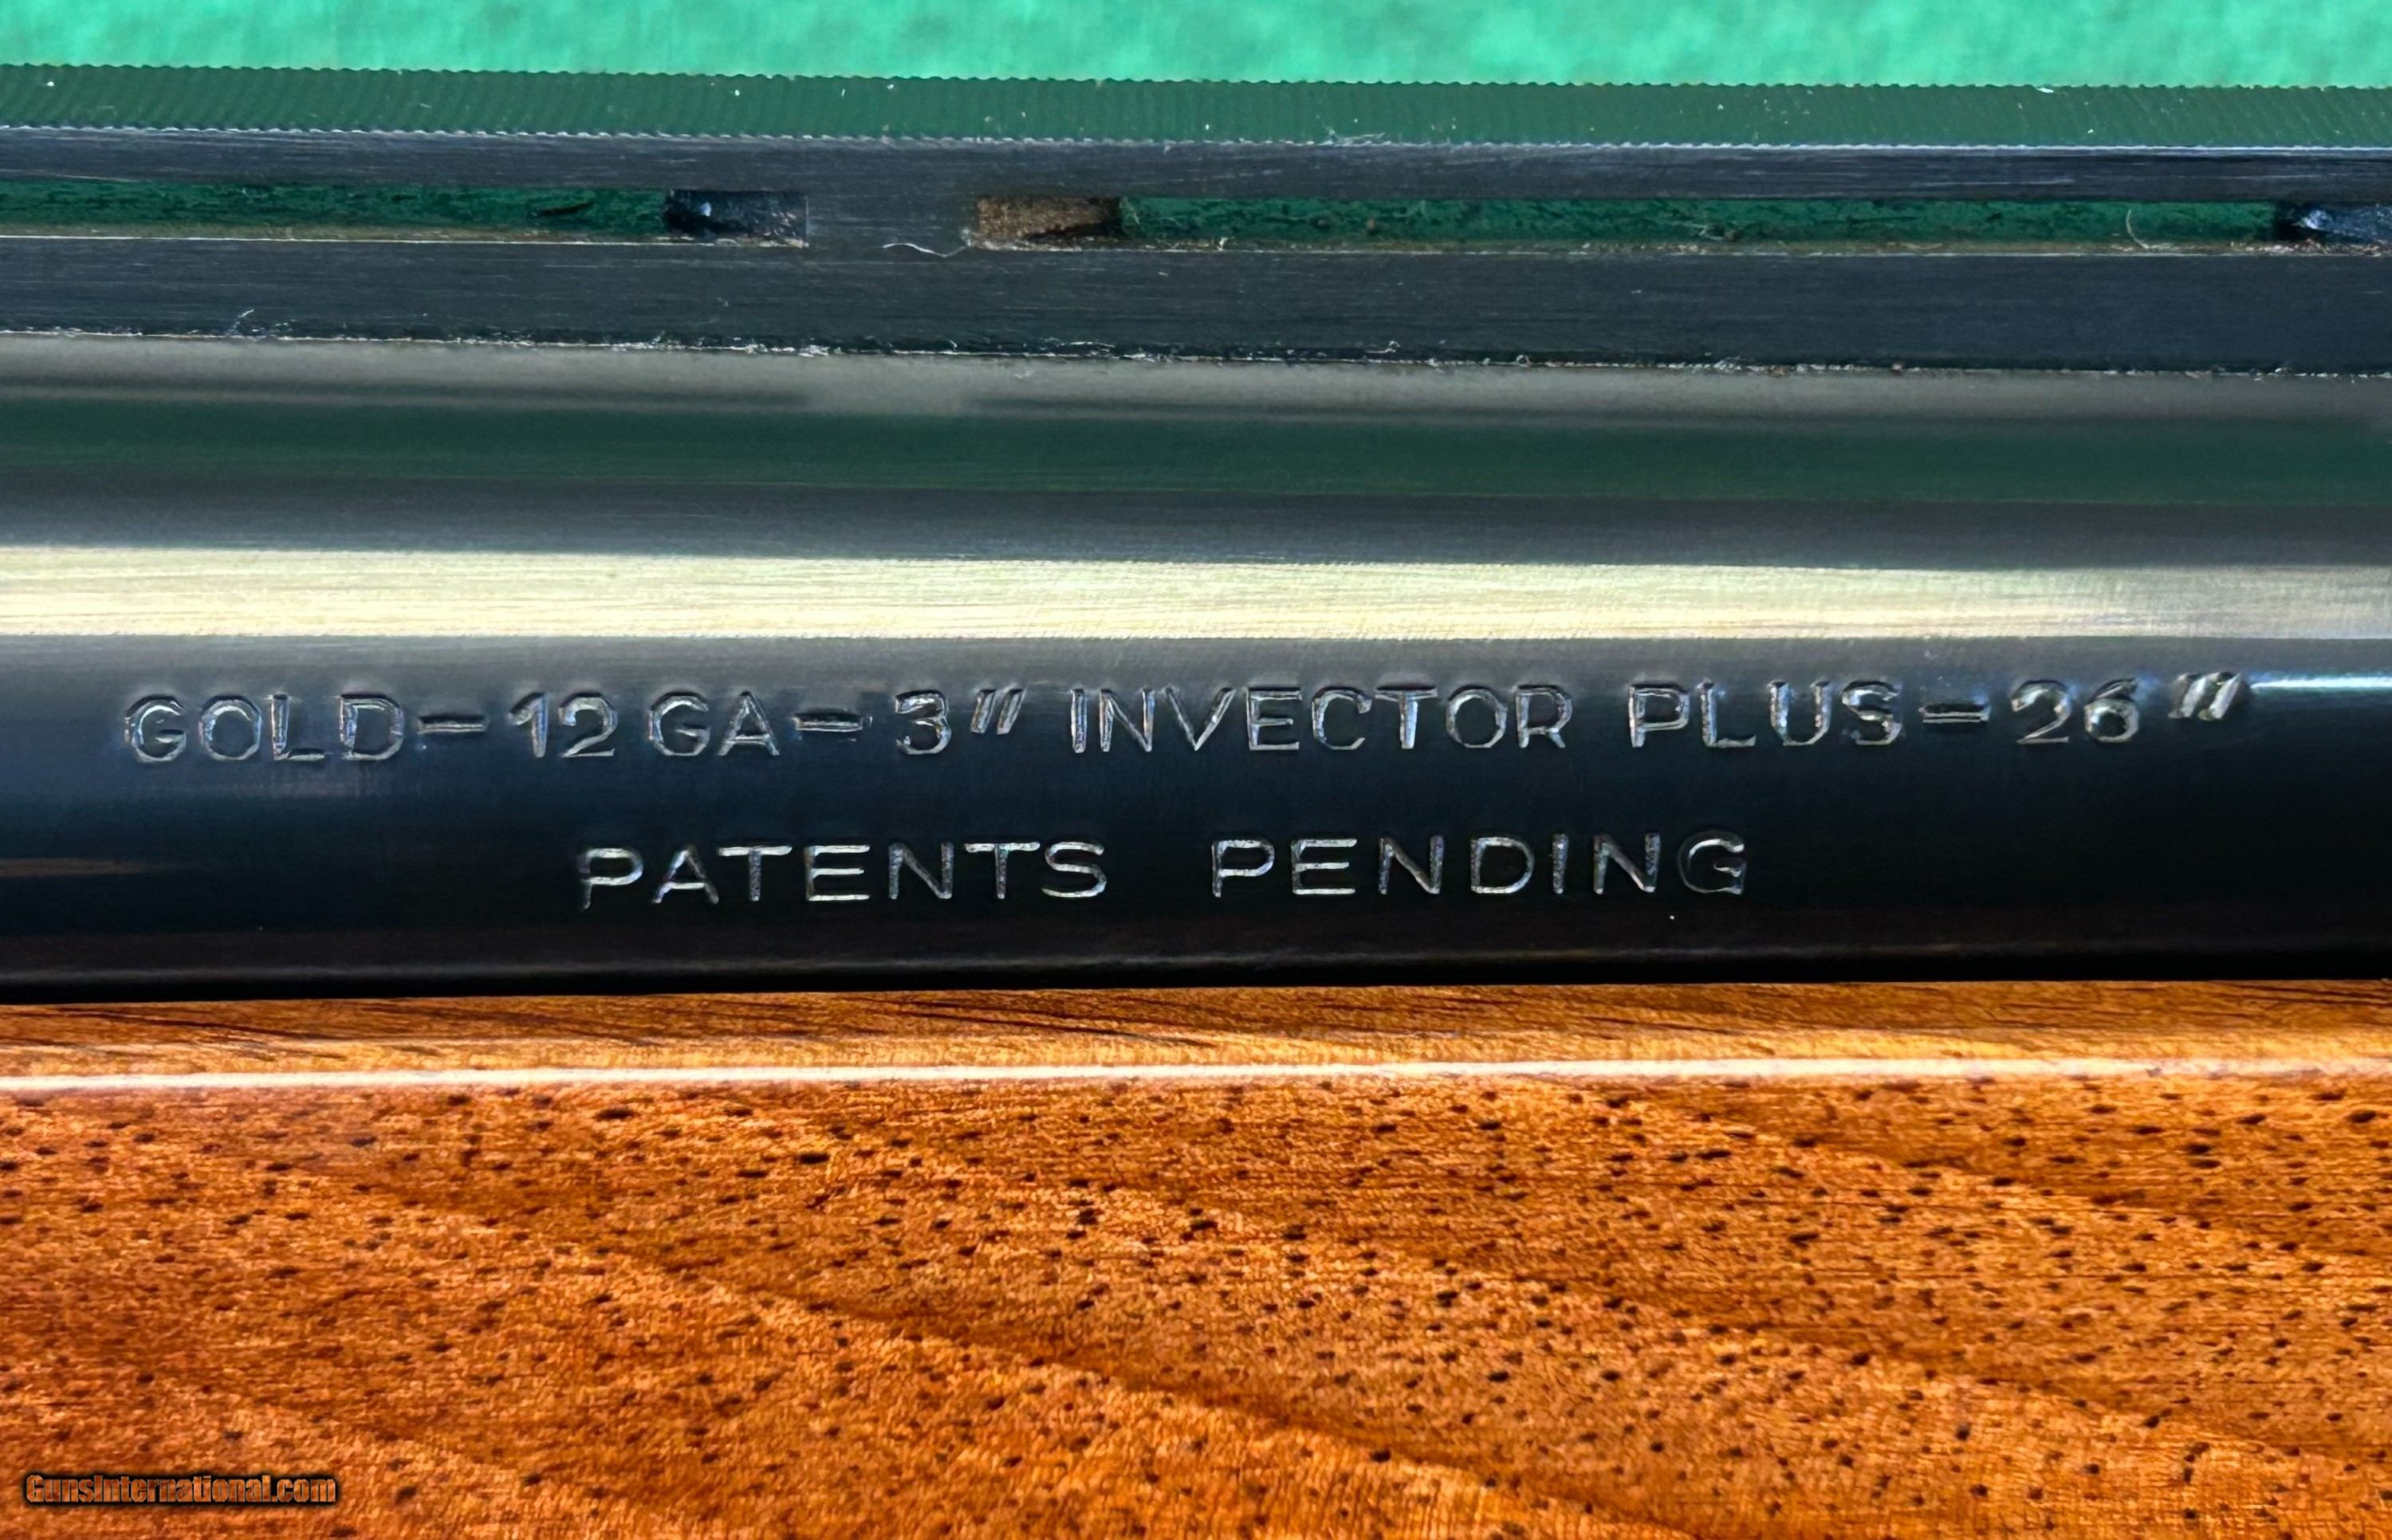 GOLD-12 GA-3" INVECTOR PLUS-26"
PATENTS PENDING
GunsInternational.com